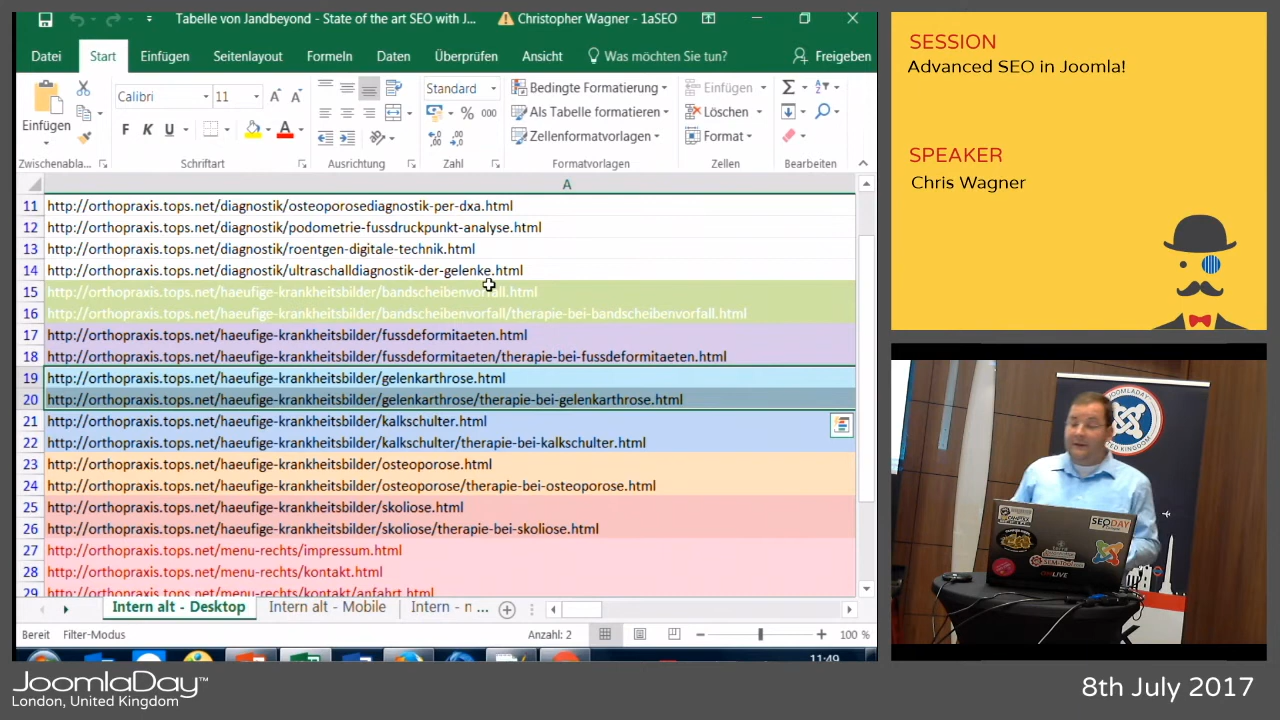 Tabelle von Jandbeyond - State of the art SEO with J...
Christopher Wagner - 1aSEO
Datei Start Einfügen Seitenlayout Formeln Daten Überprüfen Ansicht Was möchten Sie tun? Freigeben
Einfügen
Zwischenabla...
Calibri 11
F K U
Schriftart
Ausrichtung
Standard
% 000
Zahl
Bedingte Formatierung
Als Tabelle formatieren
Zellenformatvorlagen
Formatvorlagen
Einfügen
Löschen
Format
Zellen
Bearbeiten
A
11 http://orthopraxis.tops.net/diagnostik/osteoporosediagnostik-per-dxa.html
12 http://orthopraxis.tops.net/diagnostik/podometrie-fussdruckpunkt-analyse.html
13 http://orthopraxis.tops.net/diagnostik/roentgen-digitale-technik.html
14 http://orthopraxis.tops.net/diagnostik/ultraschalldiagnostik-der-gelenke.html
15 http://orthopraxis.tops.net/haeufige-krankheitsbilder/bandscheibenvorfall.html
16 http://orthopraxis.tops.net/haeufige-krankheitsbilder/bandscheibenvorfall/therapie-bei-bandscheibenvorfall.html
17 http://orthopraxis.tops.net/haeufige-krankheitsbilder/fussdeformitaeten.html
18 http://orthopraxis.tops.net/haeufige-krankheitsbilder/fussdeformitaeten/therapie-bei-fussdeformitaeten.html
19 http://orthopraxis.tops.net/haeufige-krankheitsbilder/gelenkarthrose.html
20 http://orthopraxis.tops.net/haeufige-krankheitsbilder/gelenkarthrose/therapie-bei-gelenkarthrose.html
21 http://orthopraxis.tops.net/haeufige-krankheitsbilder/kalkschulter.html
22 http://orthopraxis.tops.net/haeufige-krankheitsbilder/kalkschulter/therapie-bei-kalkschulter.html
23 http://orthopraxis.tops.net/haeufige-krankheitsbilder/osteoporose.html
24 http://orthopraxis.tops.net/haeufige-krankheitsbilder/osteoporose/therapie-bei-osteoporose.html
25 http://orthopraxis.tops.net/haeufige-krankheitsbilder/skoliose.html
26 http://orthopraxis.tops.net/haeufige-krankheitsbilder/skoliose/therapie-bei-skoliose.html
27 http://orthopraxis.tops.net/menu-rechts/impressum.html
28 http://orthopraxis.tops.net/menu-rechts/kontakt.html
29 http://orthopraxis.tops.net/menu-rechts/kontakt/anfahrt.html
Intern alt - Desktop Intern alt - Mobile Intern - n ...
Bereit Filter-Modus Anzahl: 2 100 %
11:49
SESSION
Advanced SEO in Joomla!
SPEAKER
Chris Wagner
JOOMLADAY
UNITED KINGDOM
SEODAY
JoomlaDay™
London, United Kingdom
8th July 2017